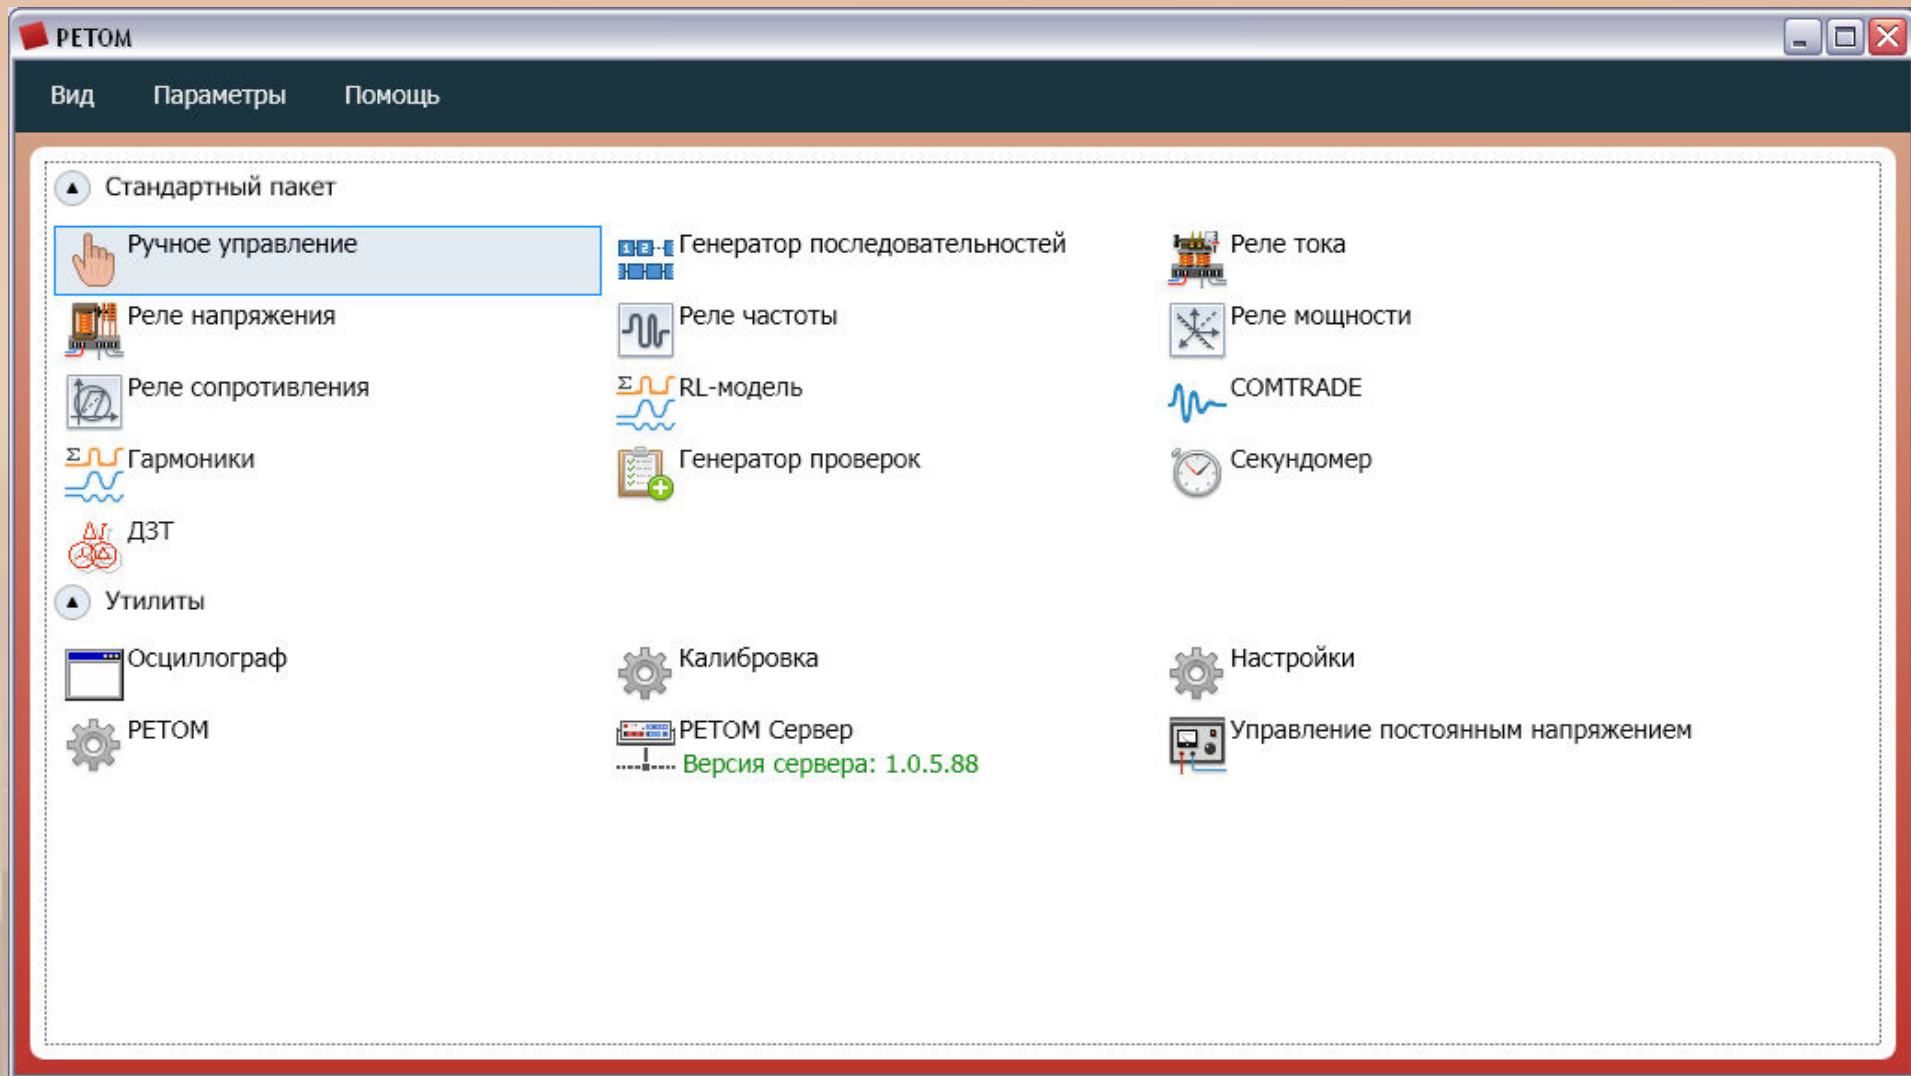 РЕТОМ
Вид Параметры Помощь
Стандартный пакет
Ручное управление
Генератор последовательностей
Реле тока
Реле напряжения
Реле частоты
Реле мощности
Реле сопротивления
RL-модель
COMTRADE
Гармоники
Генератор проверок
Секундомер
ДЗТ
Утилиты
Осциллограф
Калибровка
Настройки
РЕТОМ
РЕТОМ Сервер
Версия сервера: 1.0.5.88
Управление постоянным напряжением